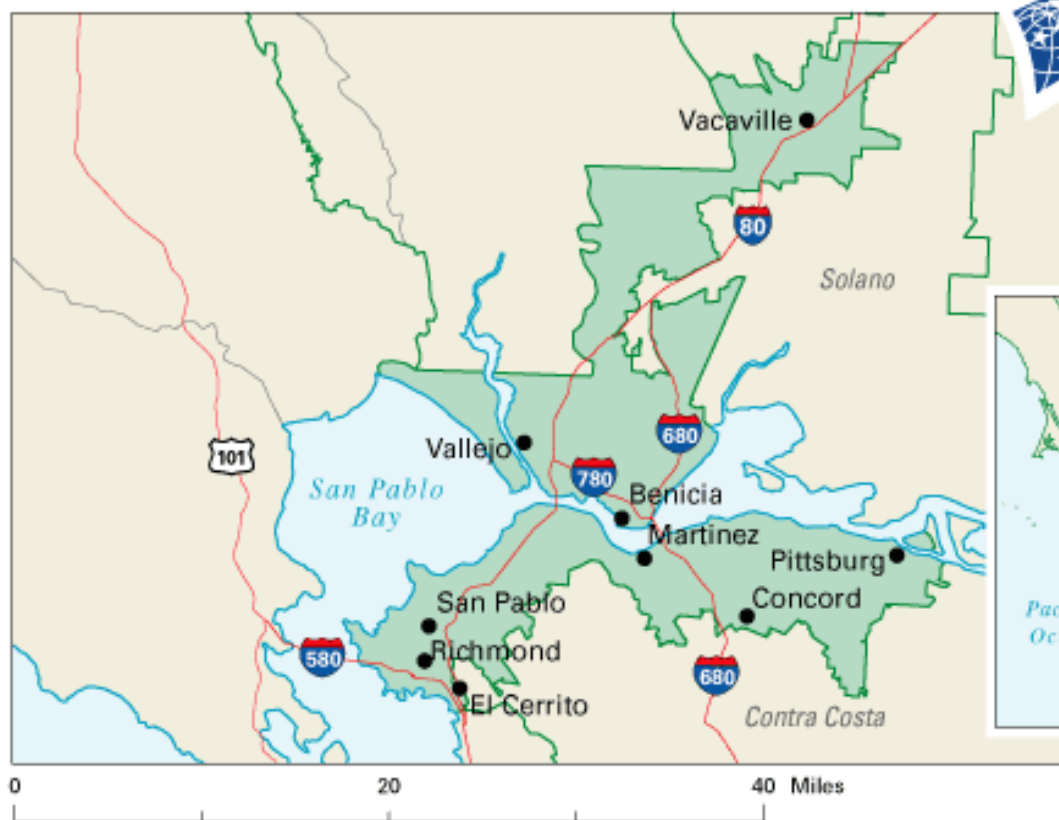 Vacaville
80
Solano
101
Vallejo
680
780
San Pablo
Bay
Benicia
Martinez
Pittsburg
San Pablo
Concord
Richmond
580
680
El Cerrito
Contra Costa
0
20
40 Miles